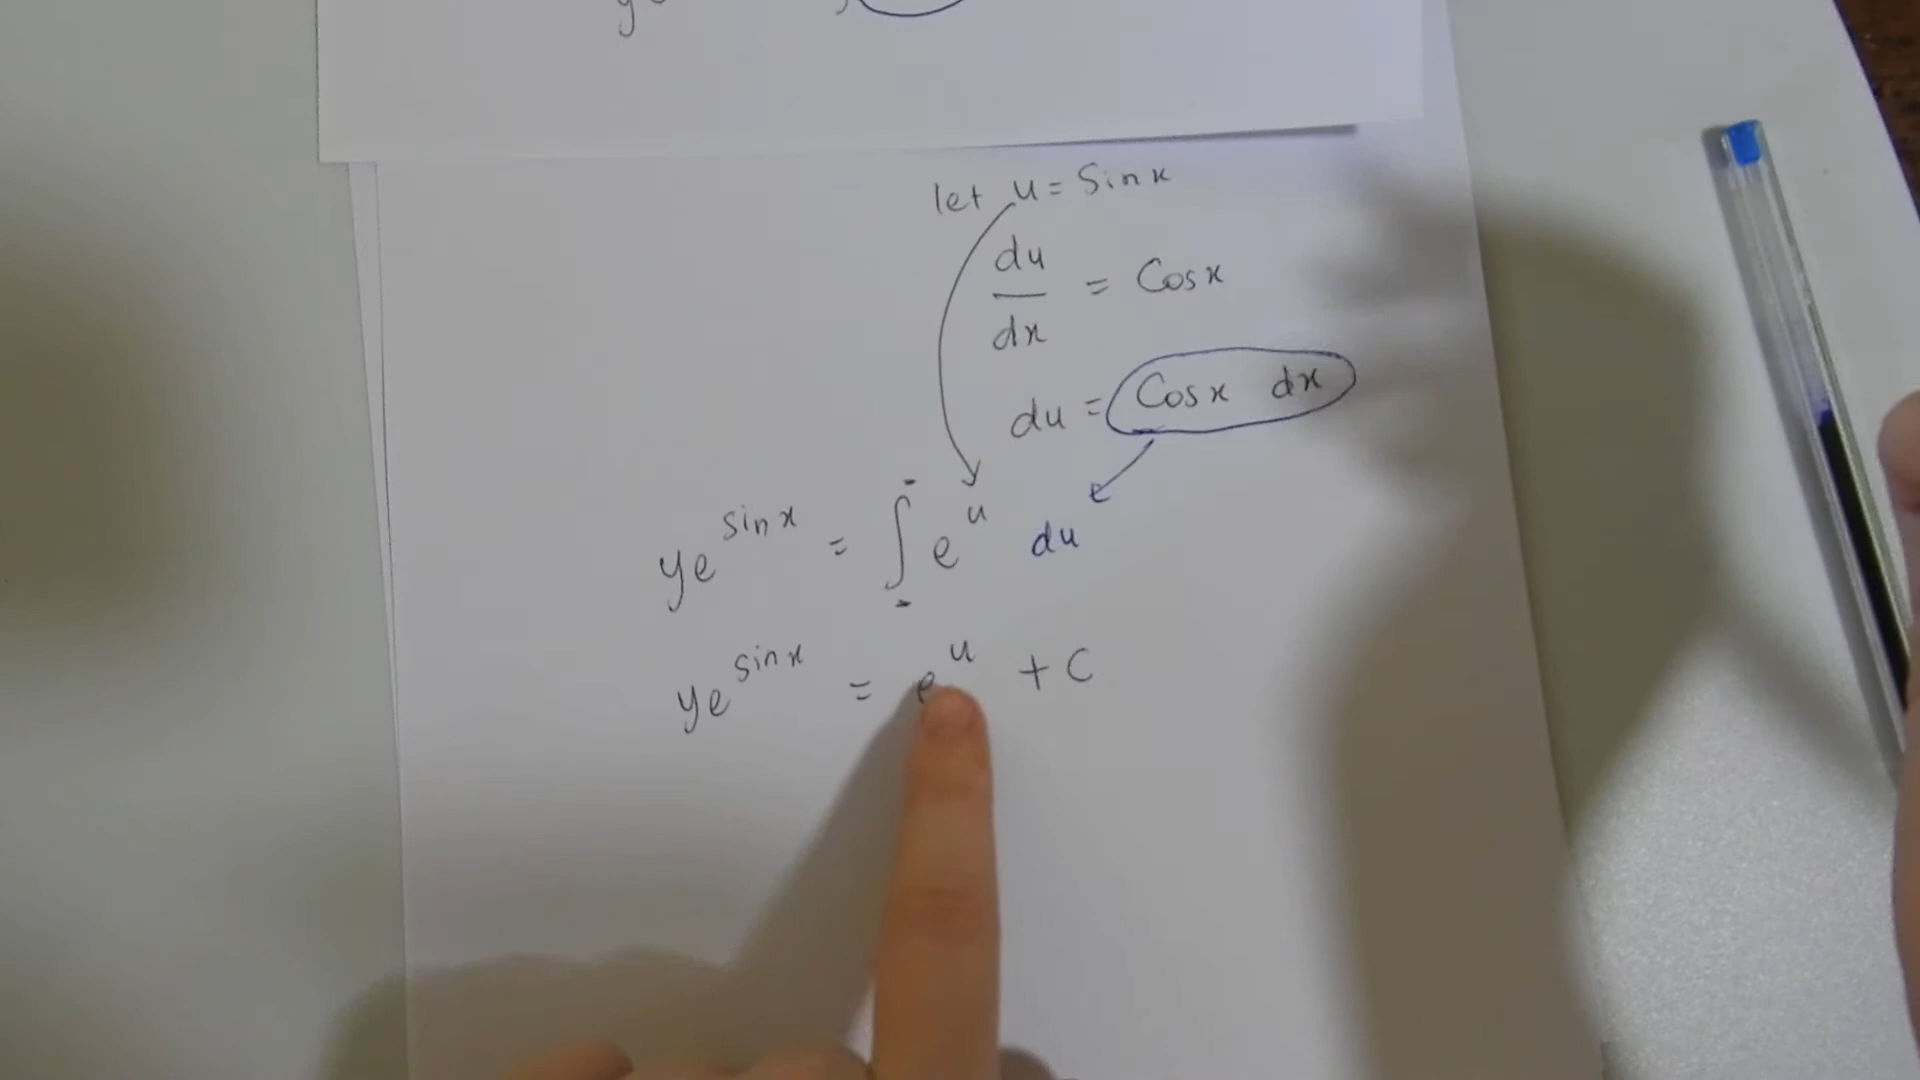 y
let u = Sin x
du
dx
= Cos x
du = Cos x dx
ye^sin x = ∫ e^u du
ye^sin x = e^u + C